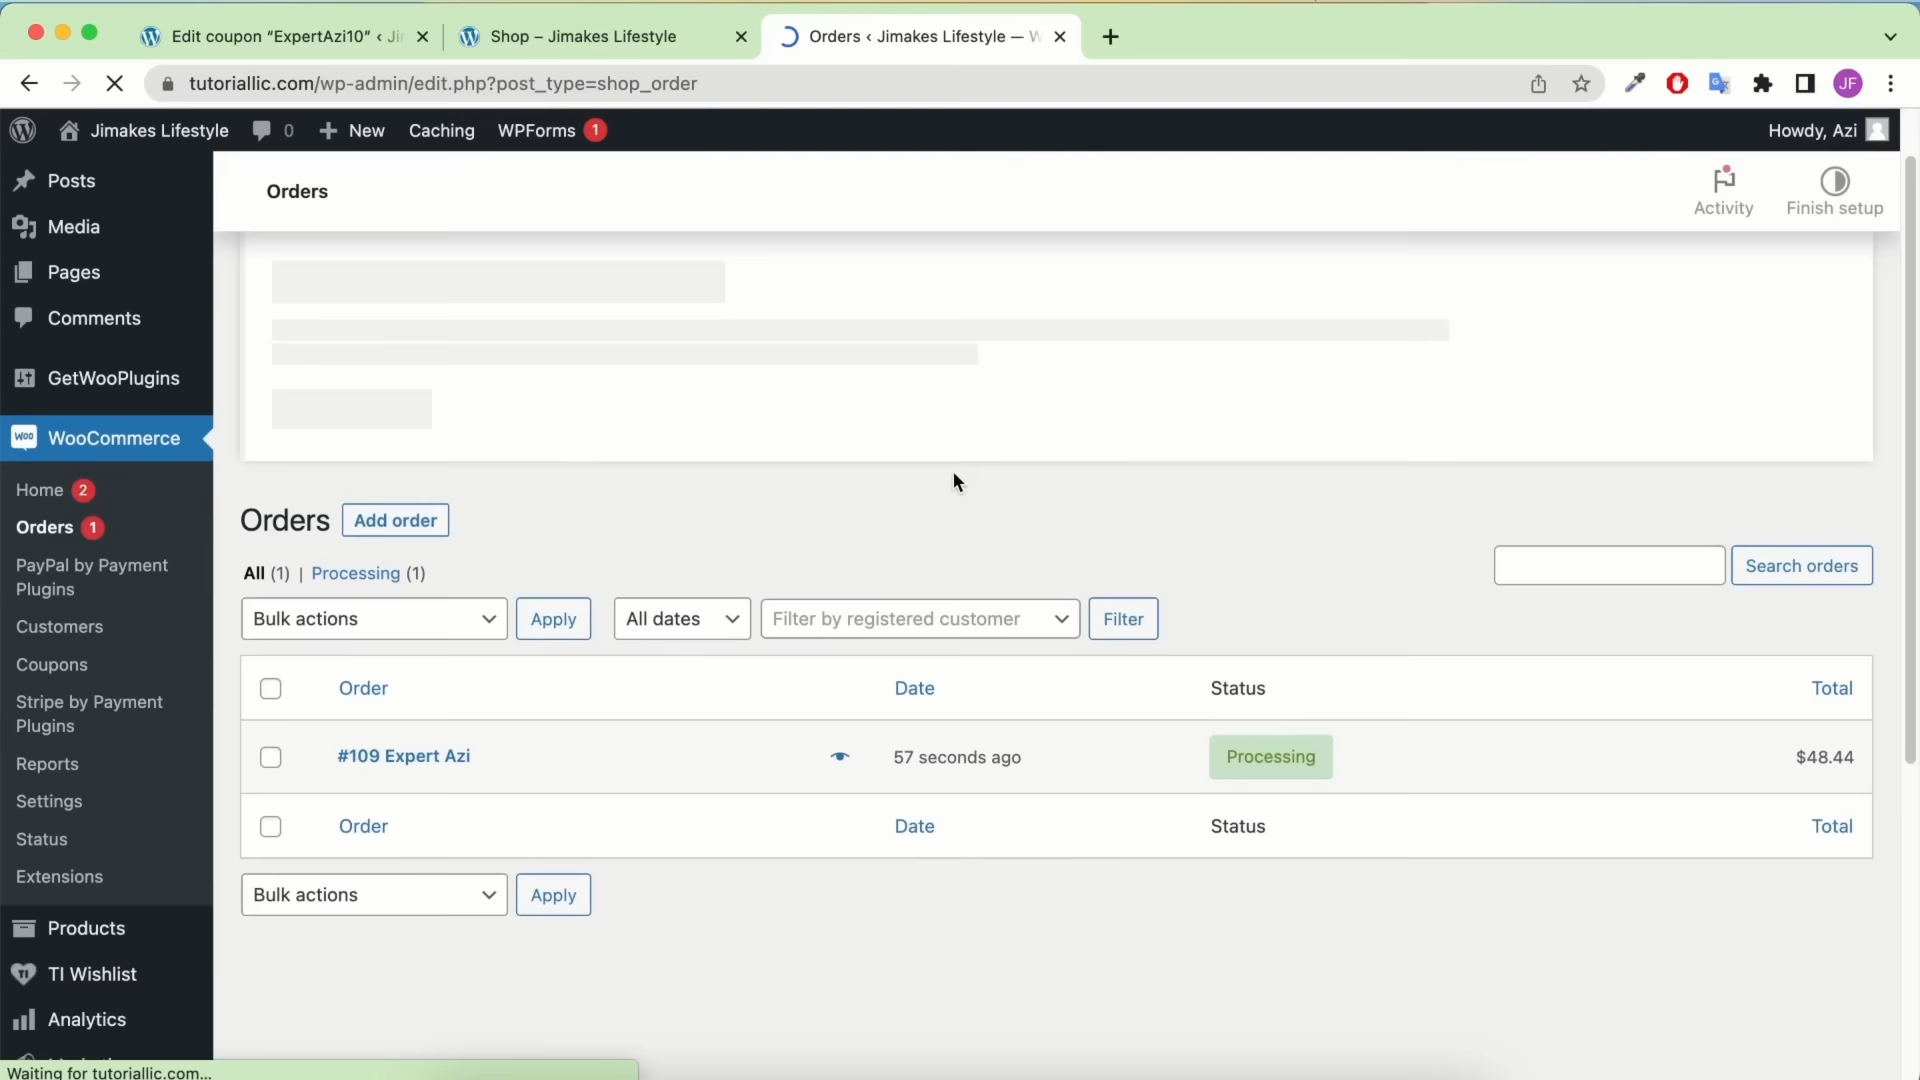 Edit coupon “ExpertAzi10” ‹ Ji
Shop – Jimakes Lifestyle
Orders ‹ Jimakes Lifestyle — W
tutoriallic.com/wp-admin/edit.php?post_type=shop_order
JF
Jimakes Lifestyle
0
New
Caching
WPForms 1
Howdy, Azi
Posts
Media
Pages
Comments
GetWooPlugins
WooCommerce
Home 2
Orders 1
PayPal by Payment
Plugins
Customers
Coupons
Stripe by Payment
Plugins
Reports
Settings
Status
Extensions
Products
TI Wishlist
Analytics
Orders
Activity
Finish setup
Orders
Add order
All (1) | Processing (1)
Search orders
Bulk actions
Apply
All dates
Filter by registered customer
Filter
Order Date Status Total
#109 Expert Azi 57 seconds ago Processing $48.44
Order Date Status Total
Bulk actions
Apply
Waiting for tutoriallic.com...